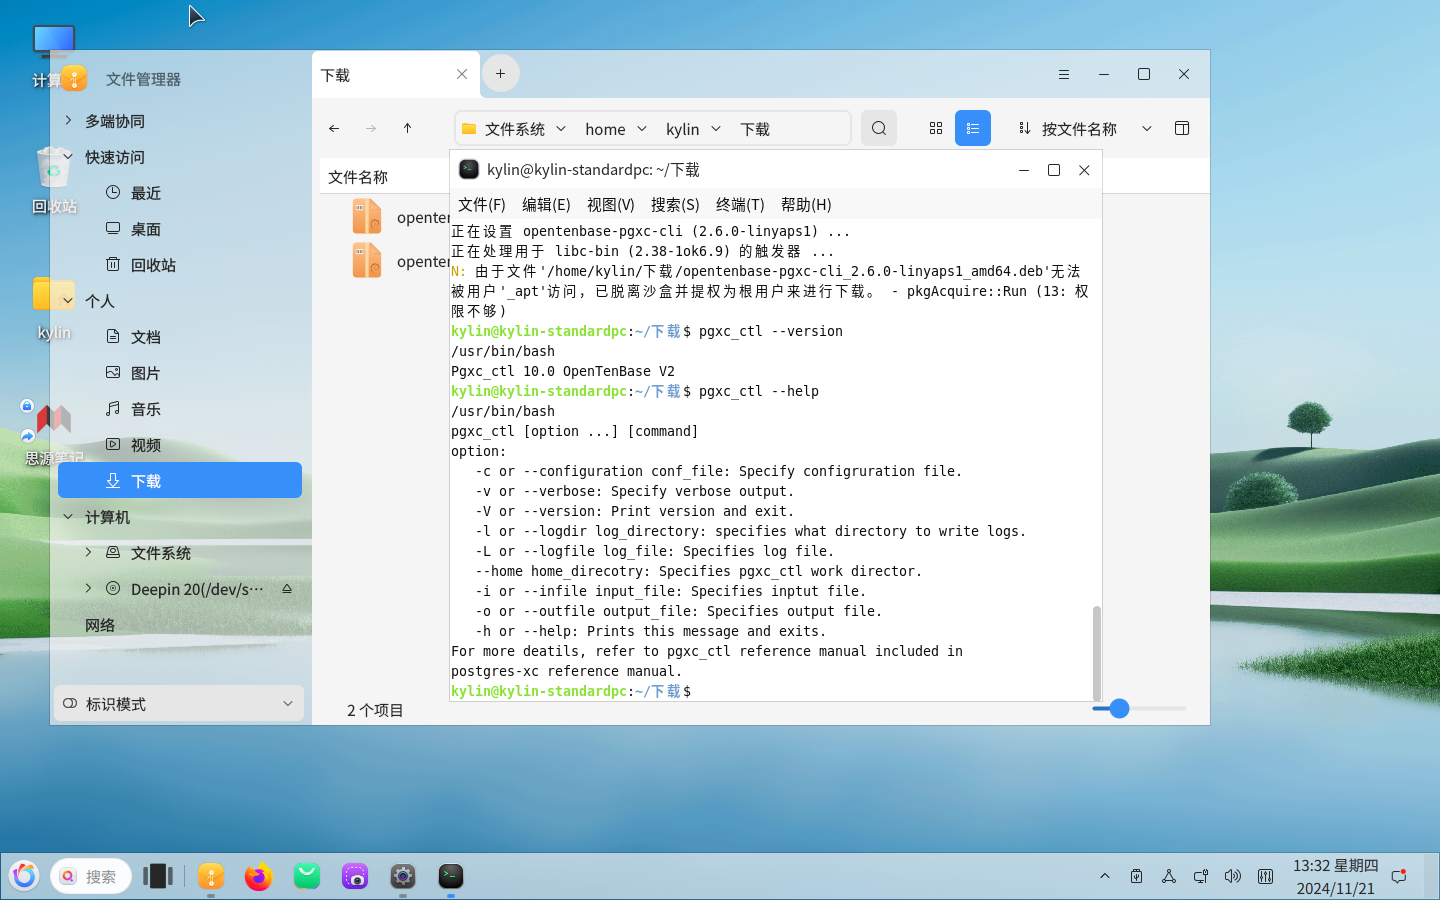 计算
回收站
kylin
思源笔记
文件管理器
多端协同
快速访问
最近
桌面
回收站
个人
文档
图片
音乐
视频
下载
计算机
文件系统
Deepin 20(/dev/s···
网络
标识模式
下载
文件系统 home kylin 下载
按文件名称
文件名称
openten
openten
2 个项目
kylin@kylin-standardpc: ~/下载
文件(F) 编辑(E) 视图(V) 搜索(S) 终端(T) 帮助(H)
正在设置 opentenbase-pgxc-cli (2.6.0-linyaps1) ...
正在处理用于 libc-bin (2.38-1ok6.9) 的触发器 ...
N: 由于文件'/home/kylin/下载/opentenbase-pgxc-cli_2.6.0-linyaps1_amd64.deb'无法
被用户'_apt'访问，已脱离沙盒并提权为根用户来进行下载。 - pkgAcquire::Run (13: 权
限不够)
kylin@kylin-standardpc:~/下载$ pgxc_ctl --version
/usr/bin/bash
Pgxc_ctl 10.0 OpenTenBase V2
kylin@kylin-standardpc:~/下载$ pgxc_ctl --help
/usr/bin/bash
pgxc_ctl [option ...] [command]
option:
-c or --configuration conf_file: Specify configruration file.
-v or --verbose: Specify verbose output.
-V or --version: Print version and exit.
-l or --logdir log_directory: specifies what directory to write logs.
-L or --logfile log_file: Specifies log file.
--home home_direcotry: Specifies pgxc_ctl work director.
-i or --infile input_file: Specifies inptut file.
-o or --outfile output_file: Specifies output file.
-h or --help: Prints this message and exits.
For more deatils, refer to pgxc_ctl reference manual included in
postgres-xc reference manual.
kylin@kylin-standardpc:~/下载$
搜索
13:32 星期四
2024/11/21